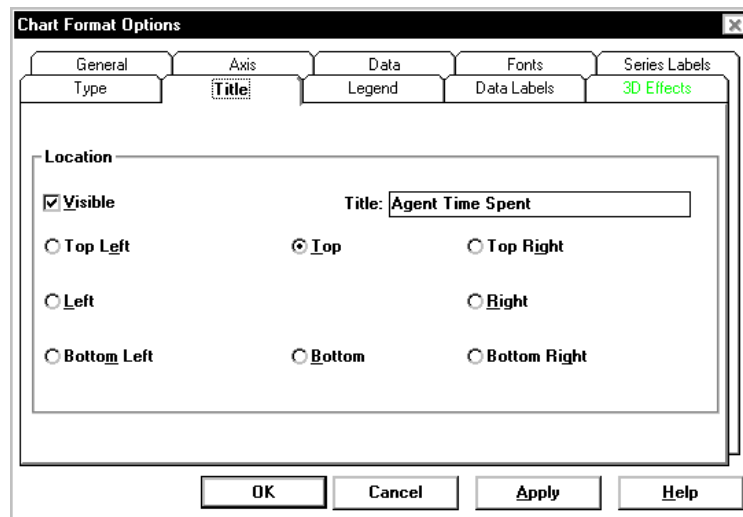 Chart Format Options
General Axis Data Fonts Series Labels
Type Title Legend Data Labels 3D Effects
Location
Visible Title: Agent Time Spent
Top Left Top Top Right
Left Right
Bottom Left Bottom Bottom Right
OK Cancel Apply Help